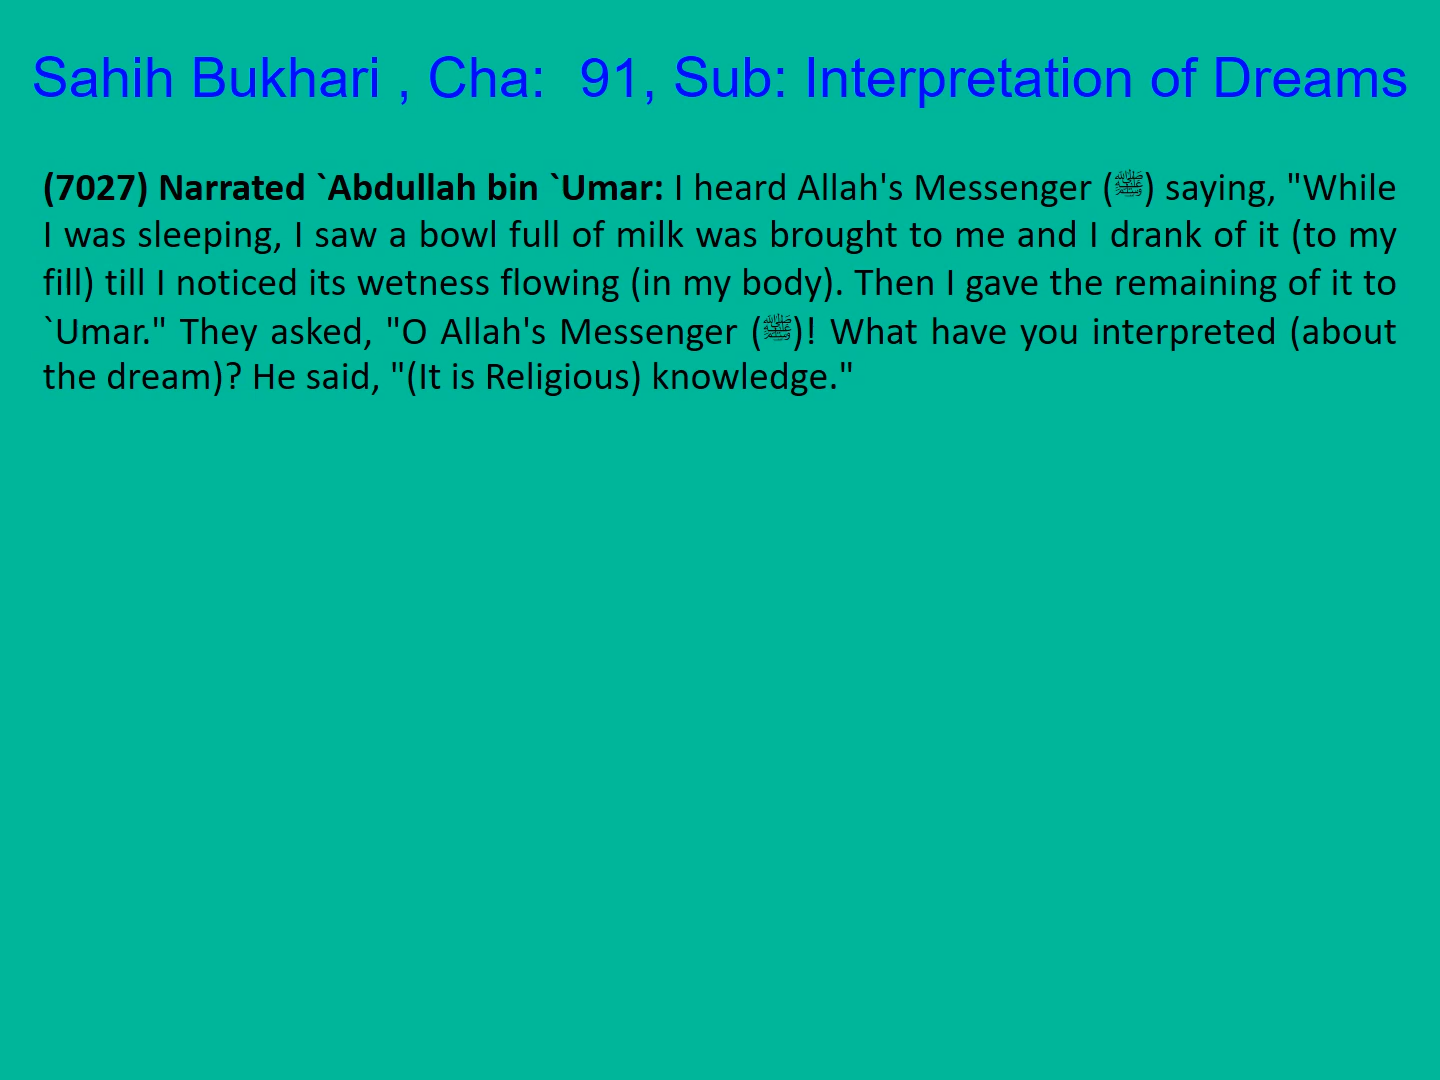 Sahih Bukhari , Cha:  91, Sub: Interpretation of Dreams
(7027) Narrated `Abdullah bin `Umar: I heard Allah's Messenger (ﷺ) saying, "While
I was sleeping, I saw a bowl full of milk was brought to me and I drank of it (to my
fill) till I noticed its wetness flowing (in my body). Then I gave the remaining of it to
`Umar." They asked, "O Allah's Messenger (ﷺ)! What have you interpreted (about
the dream)? He said, "(It is Religious) knowledge."